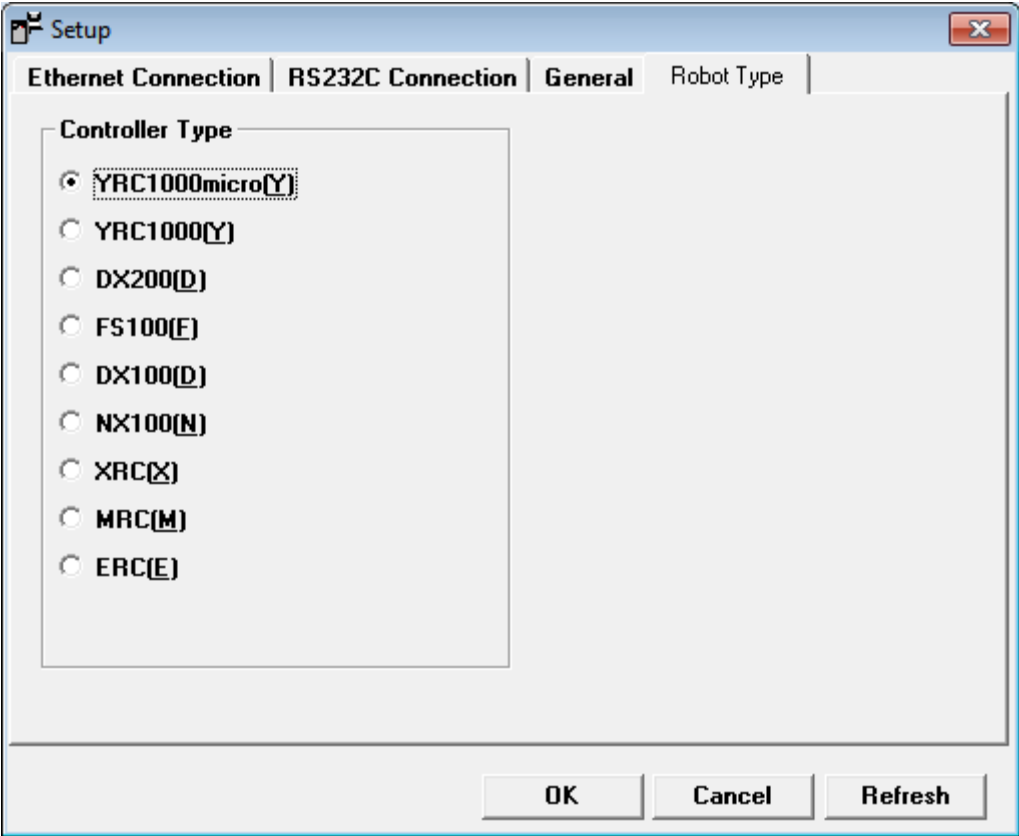 Setup
Ethernet Connection RS232C Connection General Robot Type
Controller Type
YRC1000micro(Y)
YRC1000(Y)
DX200(D)
FS100(F)
DX100(D)
NX100(N)
XRC(X)
MRC(M)
ERC(E)
OK Cancel Refresh